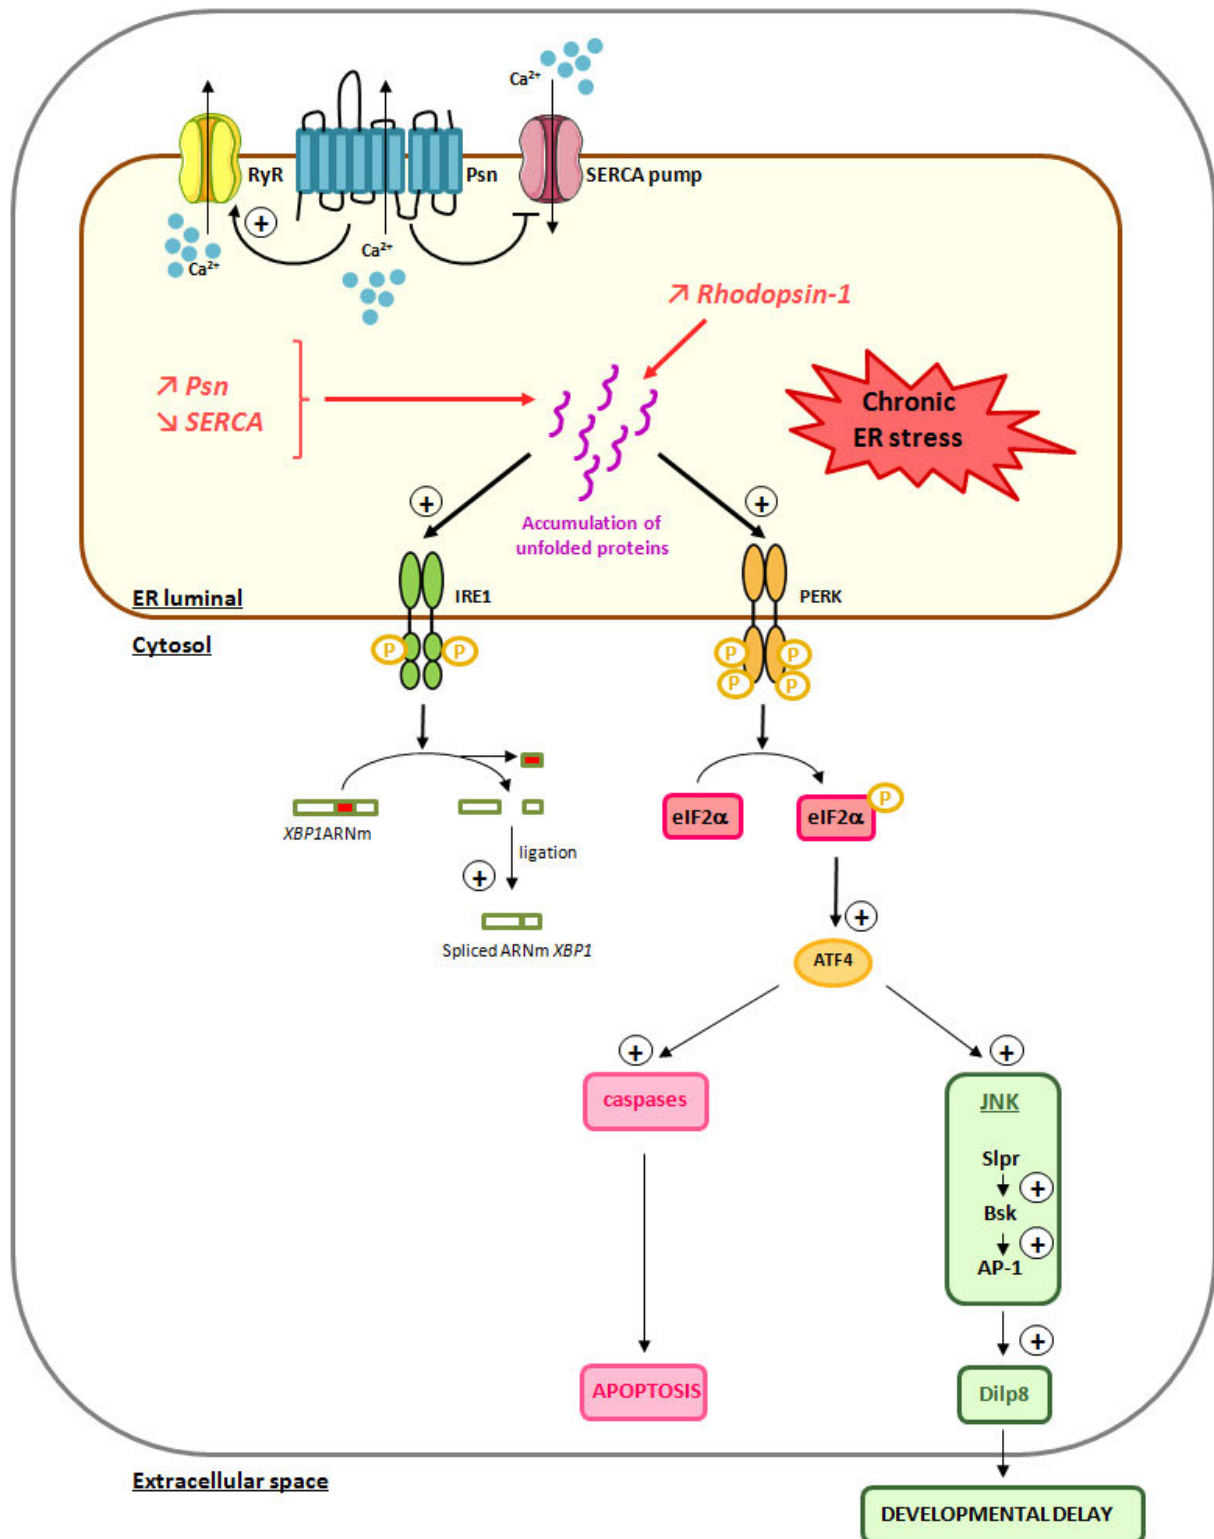 Ca²⁺
RyR
Psn
SERCA pump
+
Ca²⁺
Ca²⁺
↗ Rhodopsin-1
↗ Psn
↘ SERCA
Chronic
ER stress
+
+
Accumulation of
unfolded proteins
ER luminal
IRE1
PERK
Cytosol
P
P
P
P
P
P
eIF2α
eIF2α
P
XBP1ARNm
ligation
+
Spliced ARNm XBP1
+
ATF4
+
+
caspases
JNK
Slpr
+
Bsk
+
AP-1
+
APOPTOSIS
Dilp8
Extracellular space
DEVELOPMENTAL DELAY